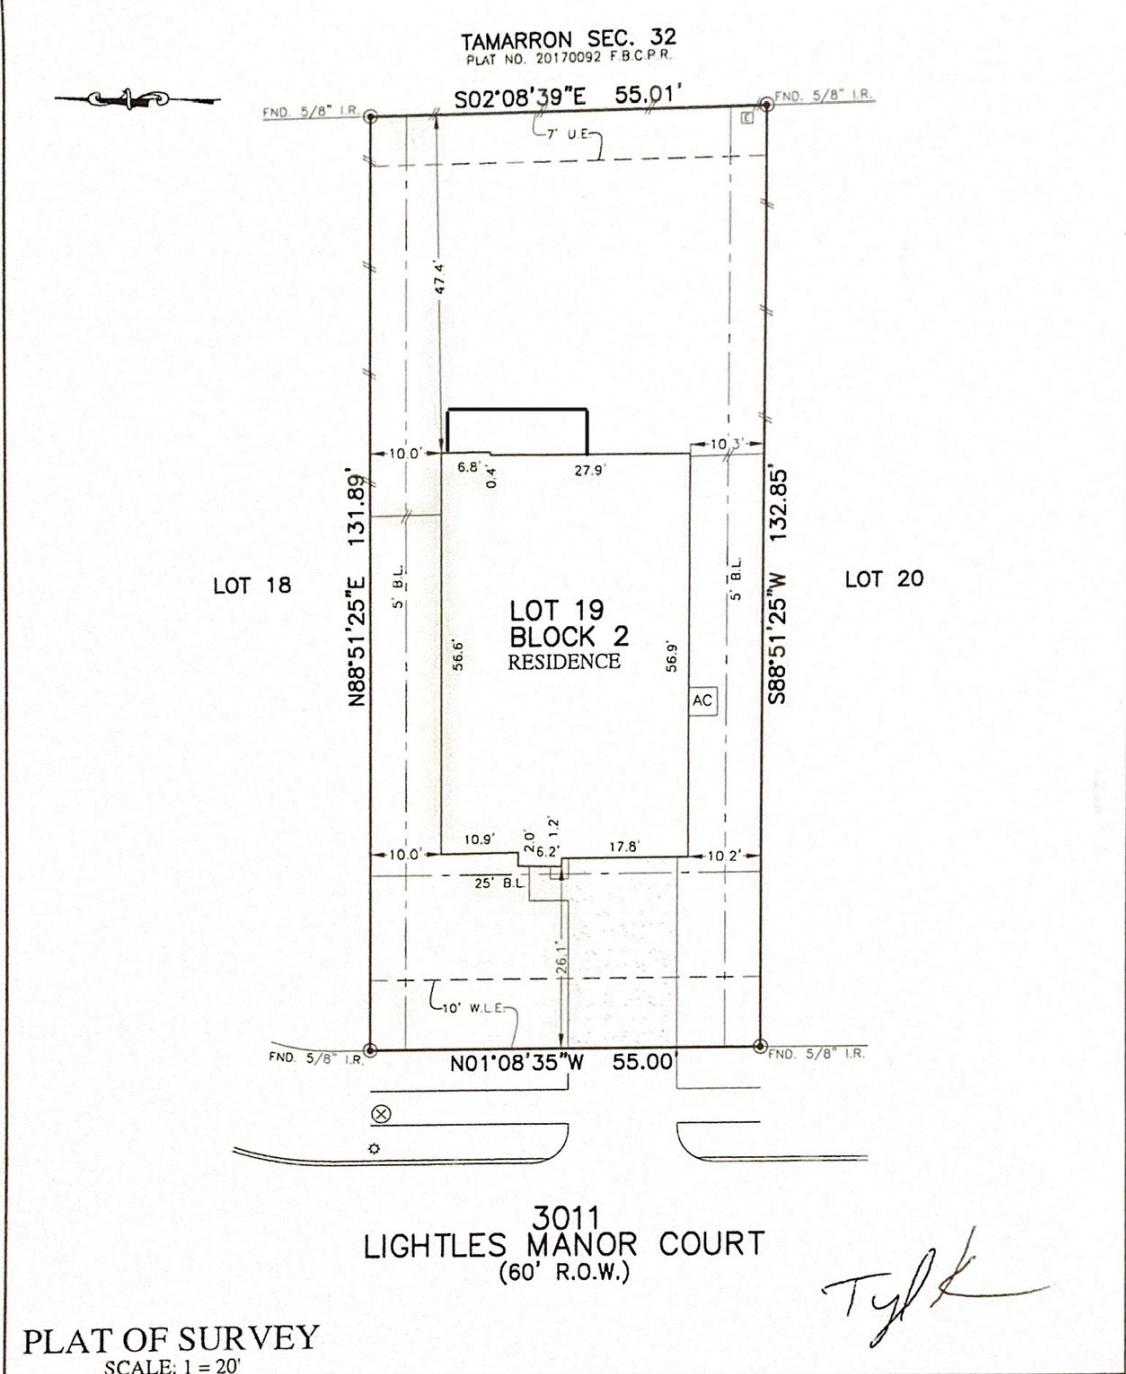 TAMARRON SEC. 32
PLAT NO. 20170092 F.B.C.P.R.
S02°08'39"E 55.01'
FND. 5/8" I.R.
FND. 5/8" I.R.
E
7' U.E.
47.4'
10.0'
10.3'
6.8'
0.4'
27.9'
N88°51'25"E 131.89'
S88°51'25"W 132.85'
LOT 18
LOT 20
5' B.L.
5' B.L.
LOT 19
BLOCK 2
RESIDENCE
56.6'
56.9'
AC
10.9'
2.0'
6.2'
1.2'
17.8'
10.0'
10.2'
25' B.L.
26.1'
10' W.L.E.
FND. 5/8" I.R.
N01°08'35"W 55.00'
FND. 5/8" I.R.
3011
LIGHTLES MANOR COURT
(60' R.O.W.)
PLAT OF SURVEY
SCALE: 1 = 20'